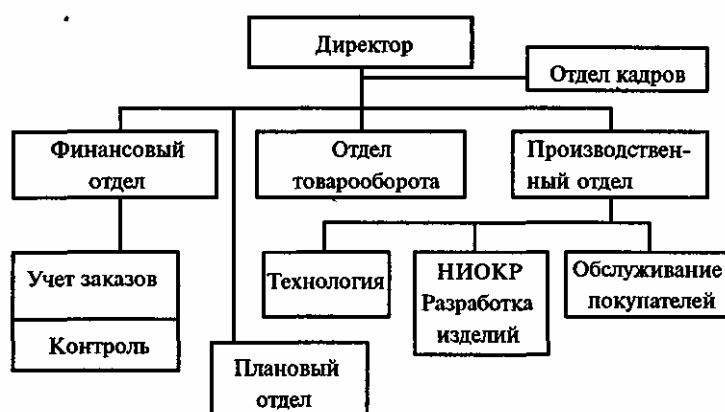 Директор
Отдел кадров
Финансовый
отдел
Отдел
товарооборота
Производствен-
ный отдел
Учет заказов
Контроль
Технология
НИОКР
Разработка
изделий
Обслуживание
покупателей
Плановый
отдел